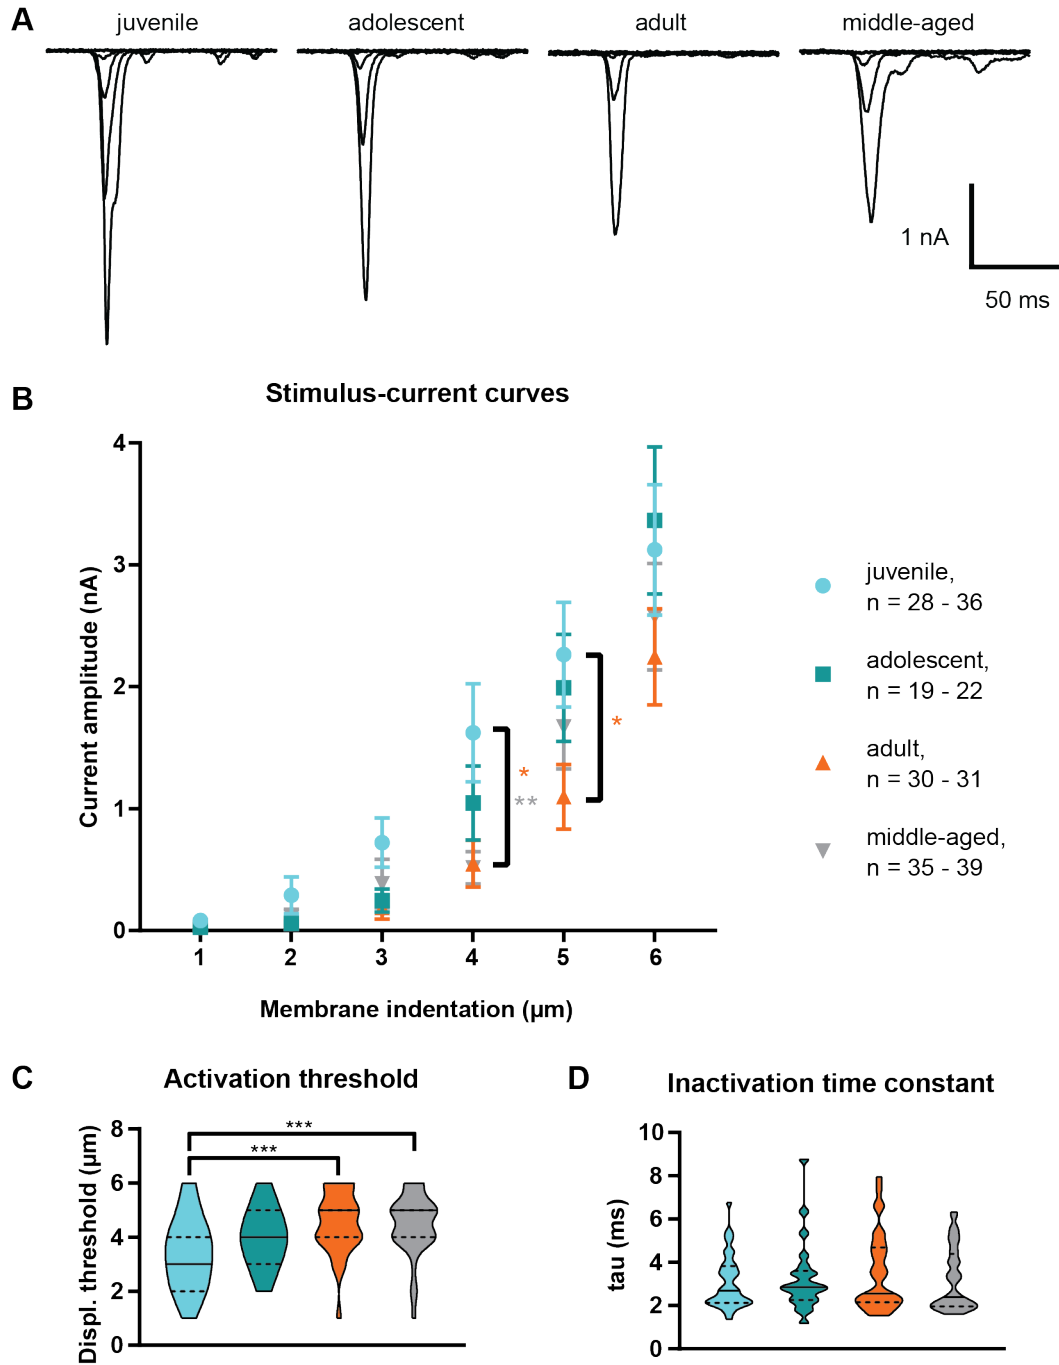 A
juvenile
adolescent
adult
middle-aged
1 nA
50 ms
B
Stimulus-current curves
Current amplitude (nA)
4
3
2
1
0
1 2 3 4 5 6
Membrane indentation (µm)
*
**
*
juvenile,
n = 28 - 36
adolescent,
n = 19 - 22
adult,
n = 30 - 31
middle-aged,
n = 35 - 39
C
Activation threshold
Displ. threshold (µm)
8
6
4
2
0
***
***
D
Inactivation time constant
tau (ms)
10
8
6
4
2
0